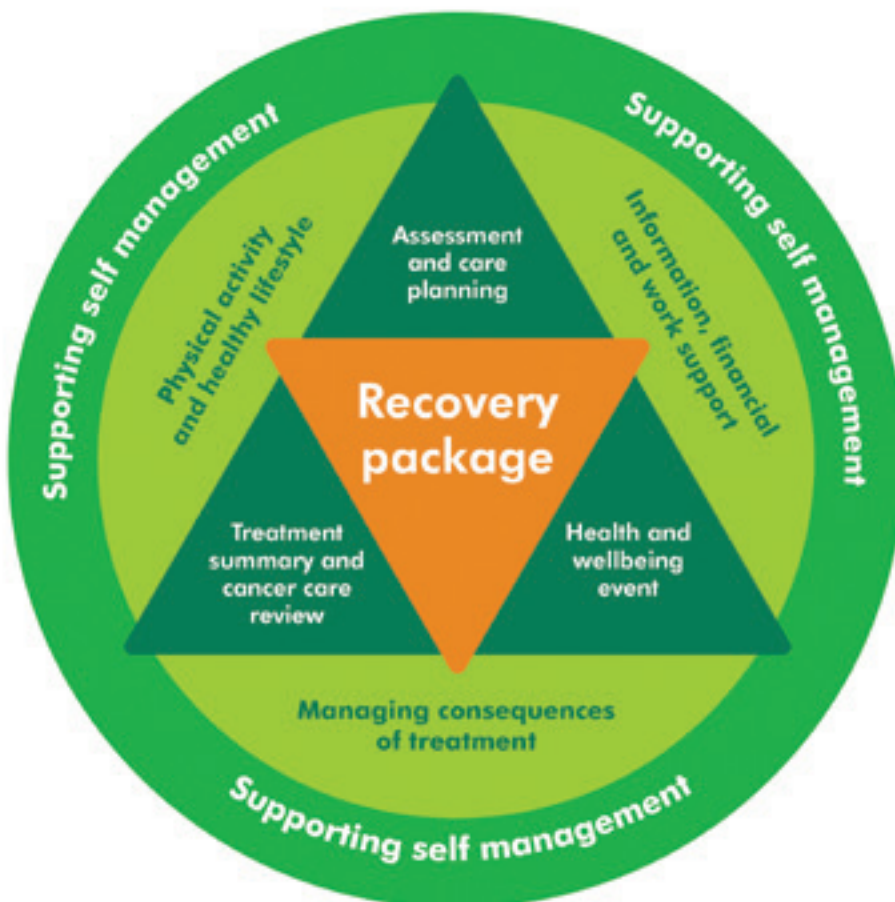 Supporting self management
Supporting self management
Physical activity
and healthy lifestyle
Information, financial
and work support
Assessment
and care
planning
Recovery
package
Treatment
summary and
cancer care
review
Health and
wellbeing
event
Managing consequences
of treatment
Supporting self management